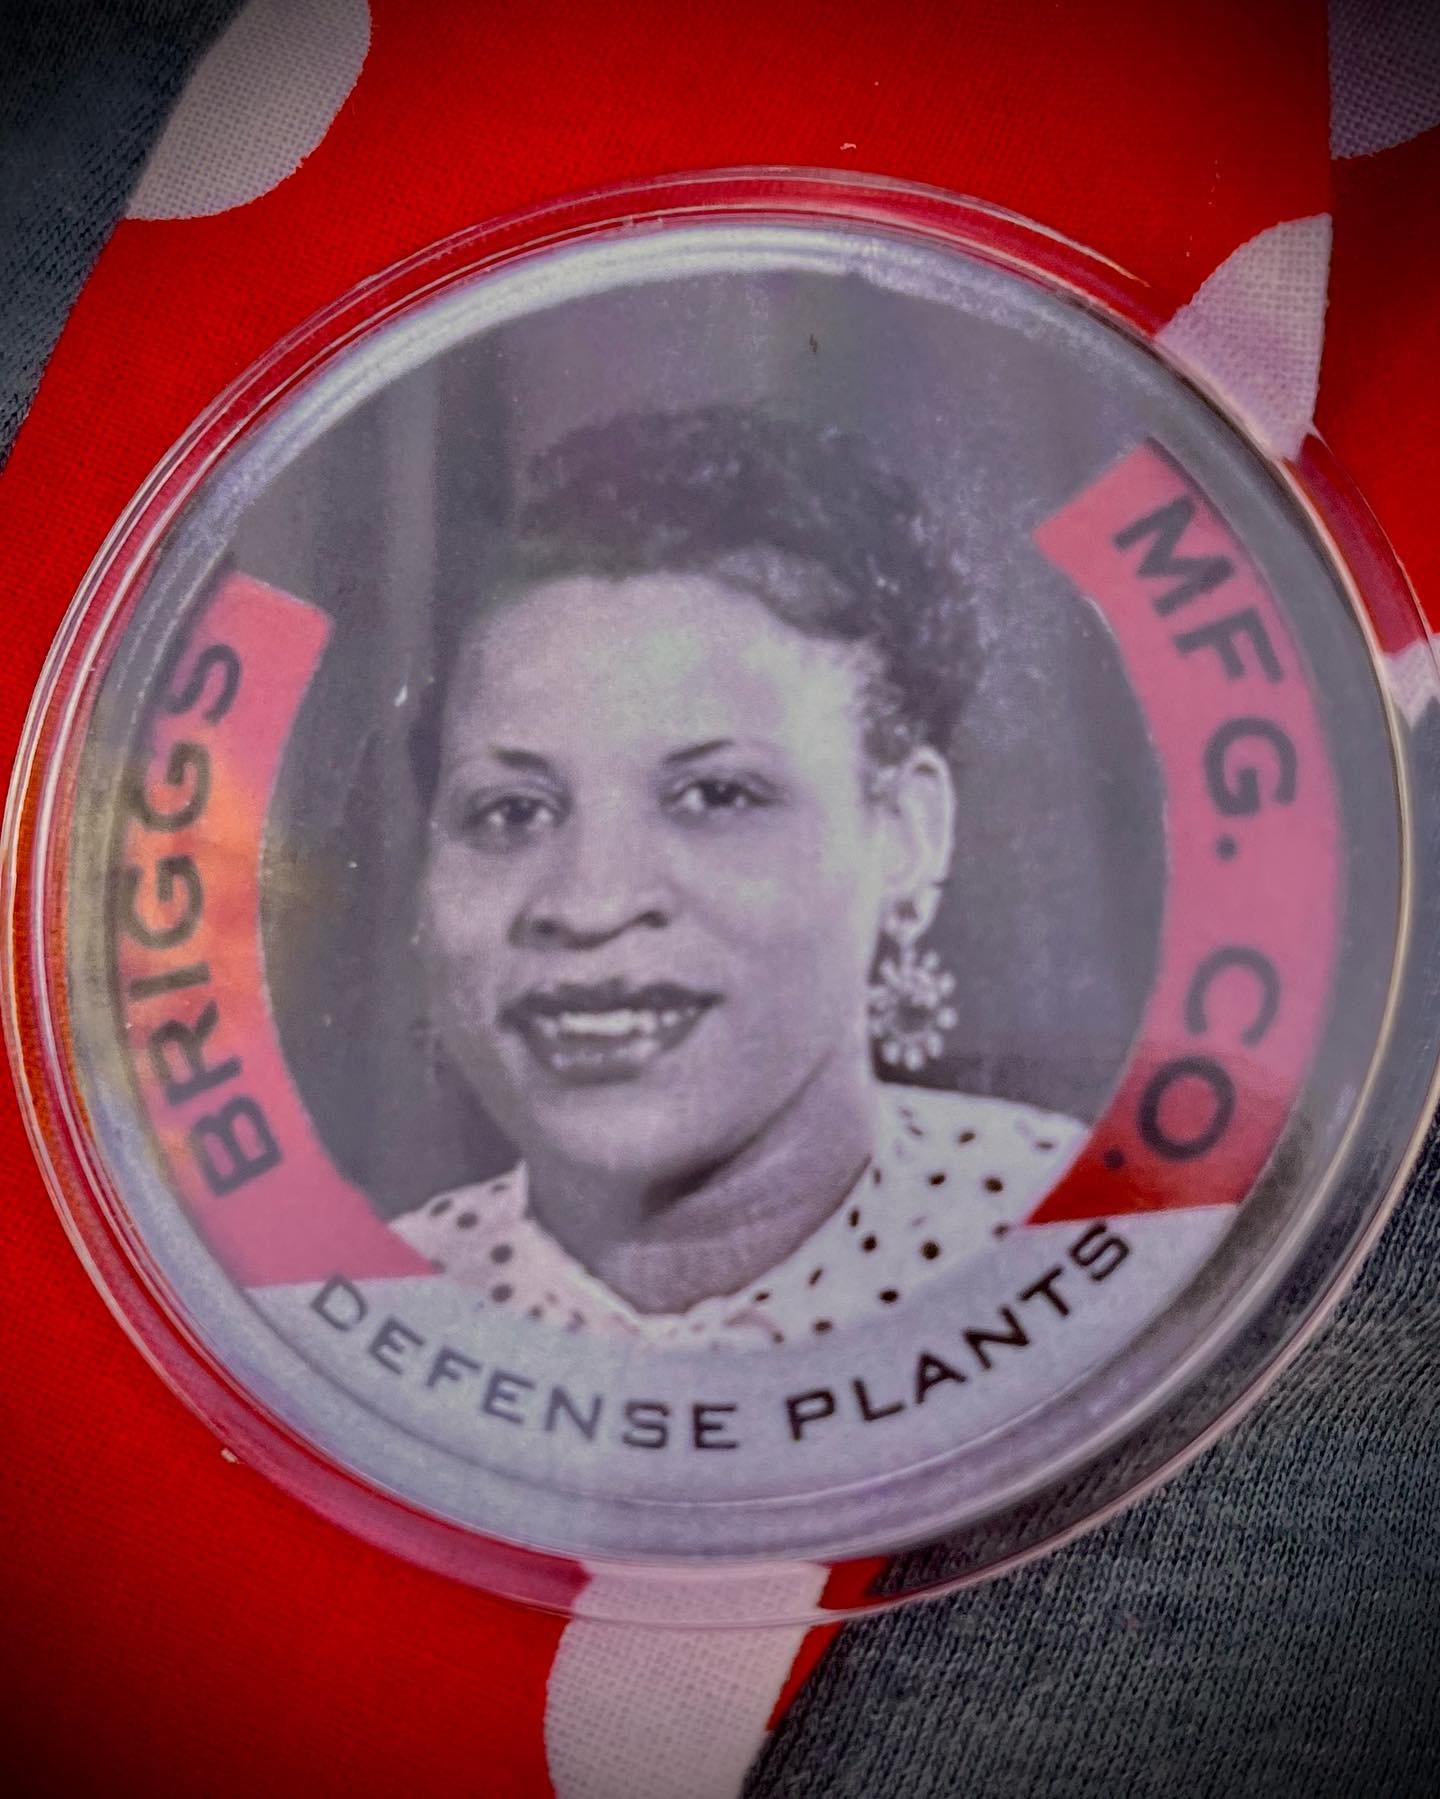 BRIGGS
MFG. CO.
DEFENSE PLANTS